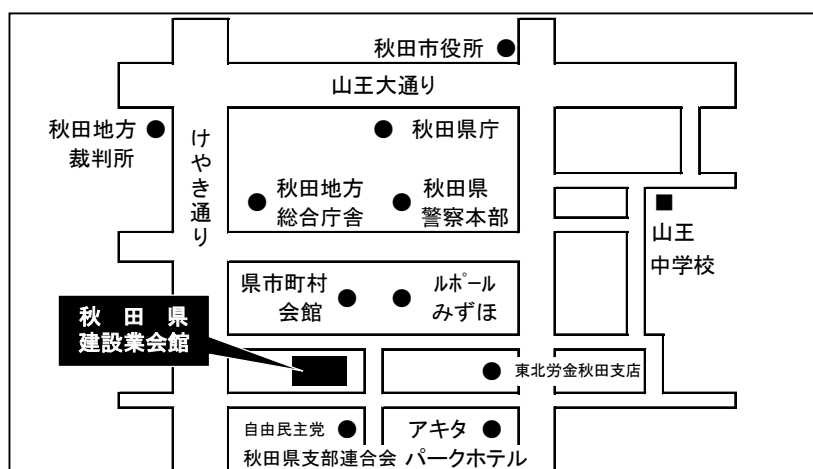 秋田市役所
山王大通り
秋田地方
裁判所
けやき通り
秋田県庁
秋田地方
総合庁舎
秋田県
警察本部
山王
中学校
県市町村
会館
ルポール
みずほ
秋田県
建設業会館
東北労金秋田支店
自由民主党
秋田県支部連合会
アキタ
パークホテル